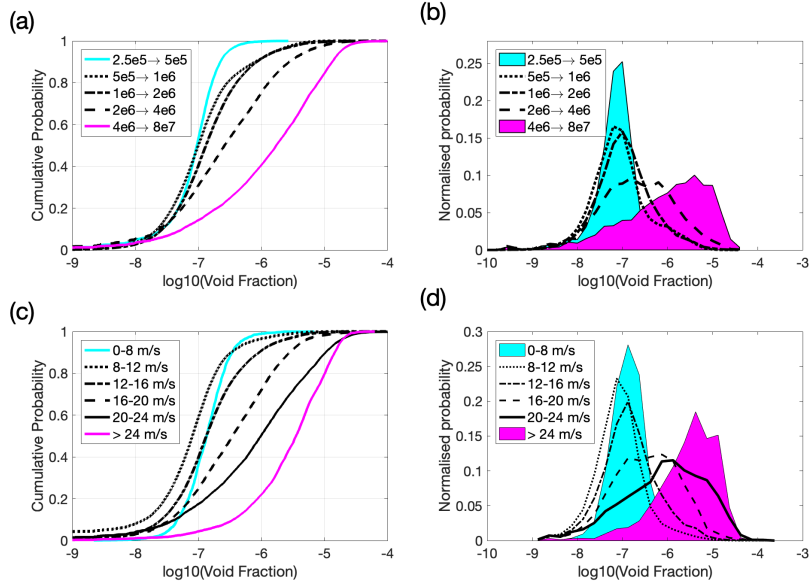 (a)
Cumulative Probability
1
0.8
0.6
0.4
0.2
0
2.5e5→ 5e5
5e5→ 1e6
1e6→ 2e6
2e6→ 4e6
4e6→ 8e7
-9 -8 -7 -6 -5 -4
log10(Void Fraction)
(b)
Normalised probability
0.25
0.2
0.15
0.1
0.05
0
2.5e5→ 5e5
5e5→ 1e6
1e6→2e6
2e6→ 4e6
4e6→ 8e7
-10 -9 -8 -7 -6 -5 -4 -3
log10(Void Fraction)
(c)
Cumulative Probability
1
0.8
0.6
0.4
0.2
0
0-8 m/s
8-12 m/s
12-16 m/s
16-20 m/s
20-24 m/s
> 24 m/s
-9 -8 -7 -6 -5 -4
log10(Void Fraction)
(d)
Normalised probability
0.3
0.25
0.2
0.15
0.1
0.05
0
0-8 m/s
8-12 m/s
12-16 m/s
16-20 m/s
20-24 m/s
> 24 m/s
-10 -9 -8 -7 -6 -5 -4 -3
log10(Void Fraction)